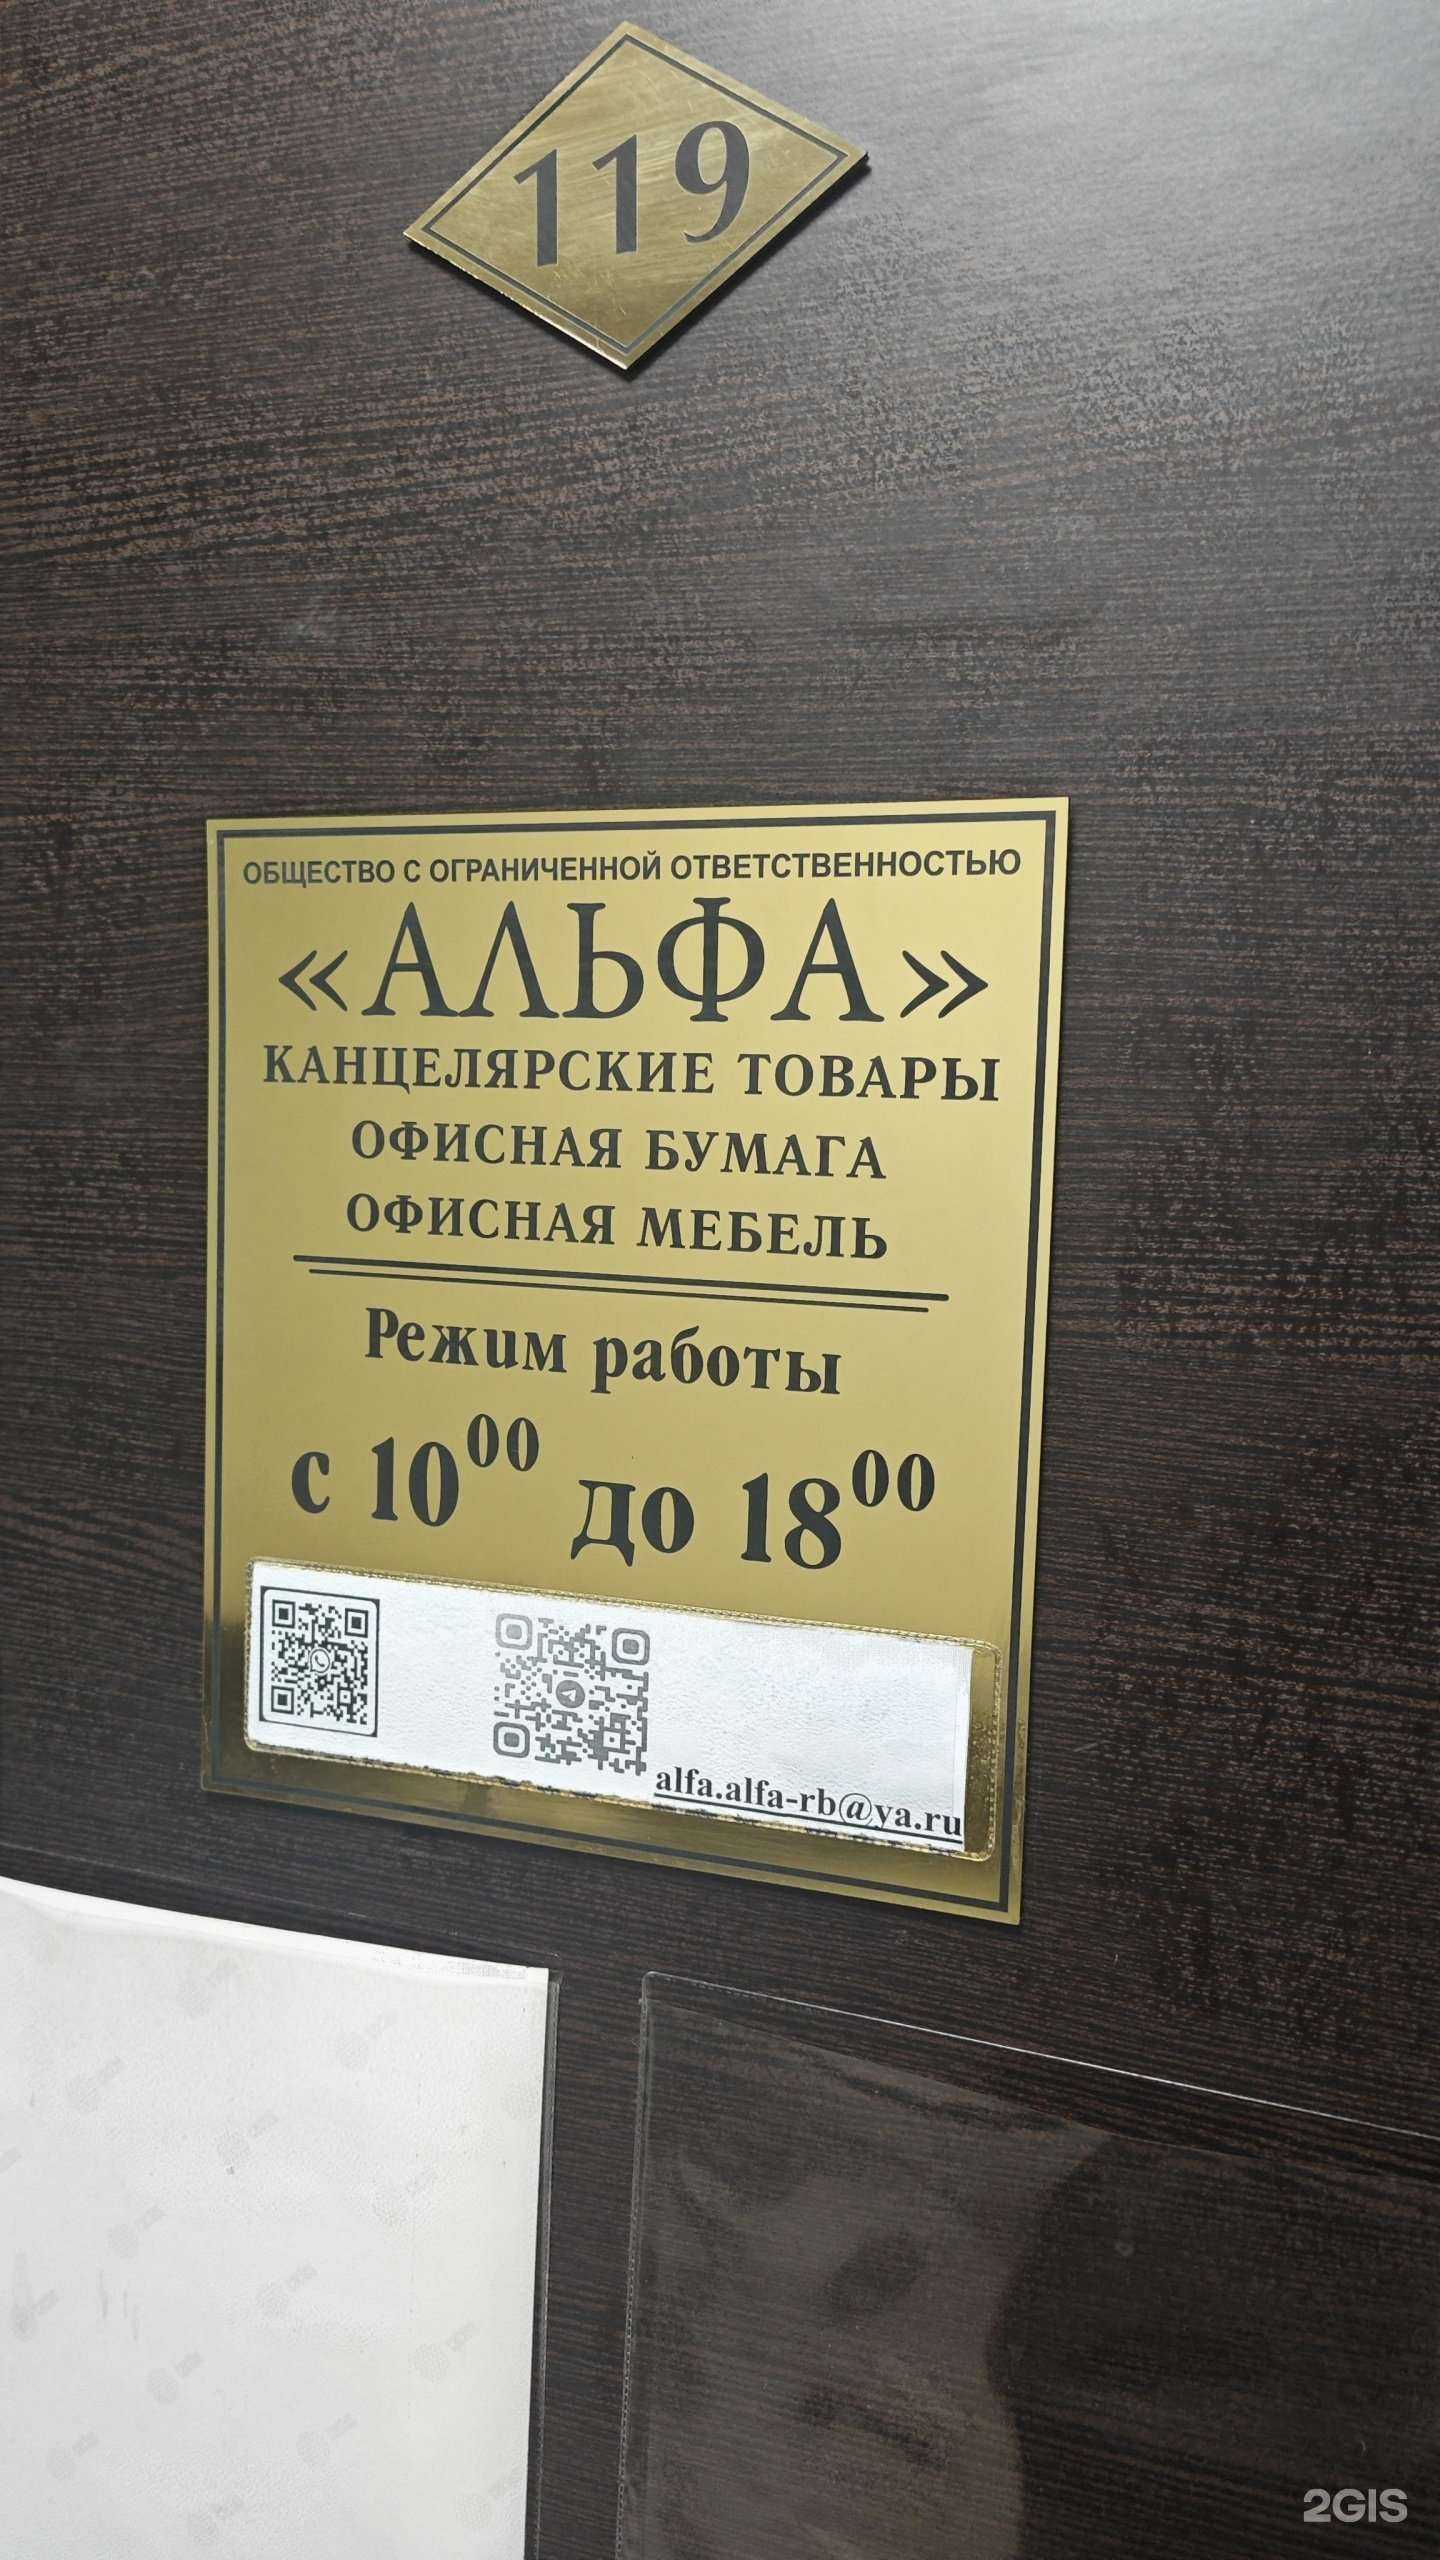 119
ОБЩЕСТВО С ОГРАНИЧЕННОЙ ОТВЕТСТВЕННОСТЬЮ
«АЛЬФА»
КАНЦЕЛЯРСКИЕ ТОВАРЫ
ОФИСНАЯ БУМАГА
ОФИСНАЯ МЕБЕЛЬ
Режим работы
с 10⁰⁰ до 18⁰⁰
alfa.alfa-rb@ya.ru
2GIS